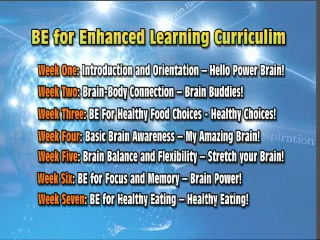 BE for Enhanced Learning Curriculim
Week One: Introduction and Orientation – Hello Power Brain!
Week Two: Brain-Body Connection – Brain Buddies!
Week Three: BE For Healthy Food Choices - Healthy Choices!
Week Four: Basic Brain Awareness – My Amazing Brain!
Week Five: Brain Balance and Flexibility – Stretch your Brain!
Week Six: BE for Focus and Memory – Brain Power!
Week Seven: BE for Healthy Eating – Healthy Eating!